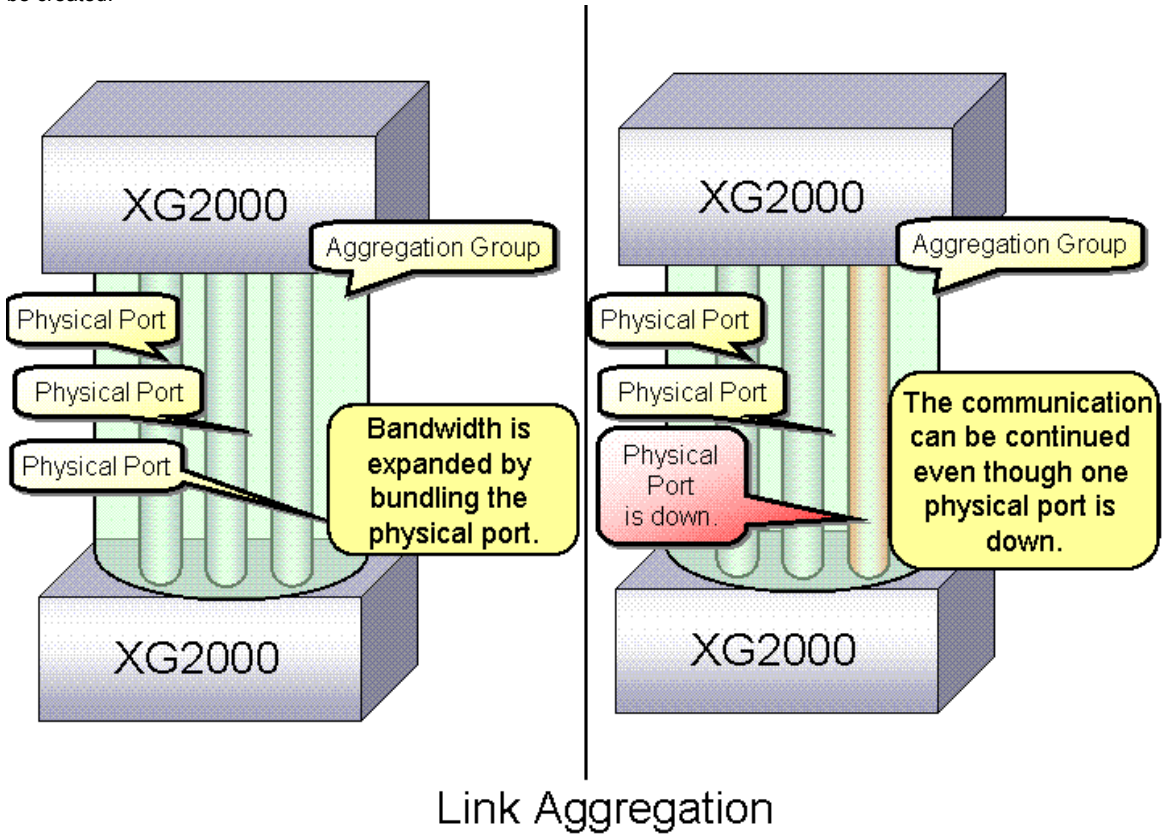 be created.
XG2000
Aggregation Group
Physical Port
Physical Port
Physical Port
Bandwidth is
expanded by
bundling the
physical port.
XG2000
XG2000
Aggregation Group
Physical Port
Physical Port
Physical
Port
is down.
The communication
can be continued
even though one
physical port is
down.
XG2000
Link Aggregation